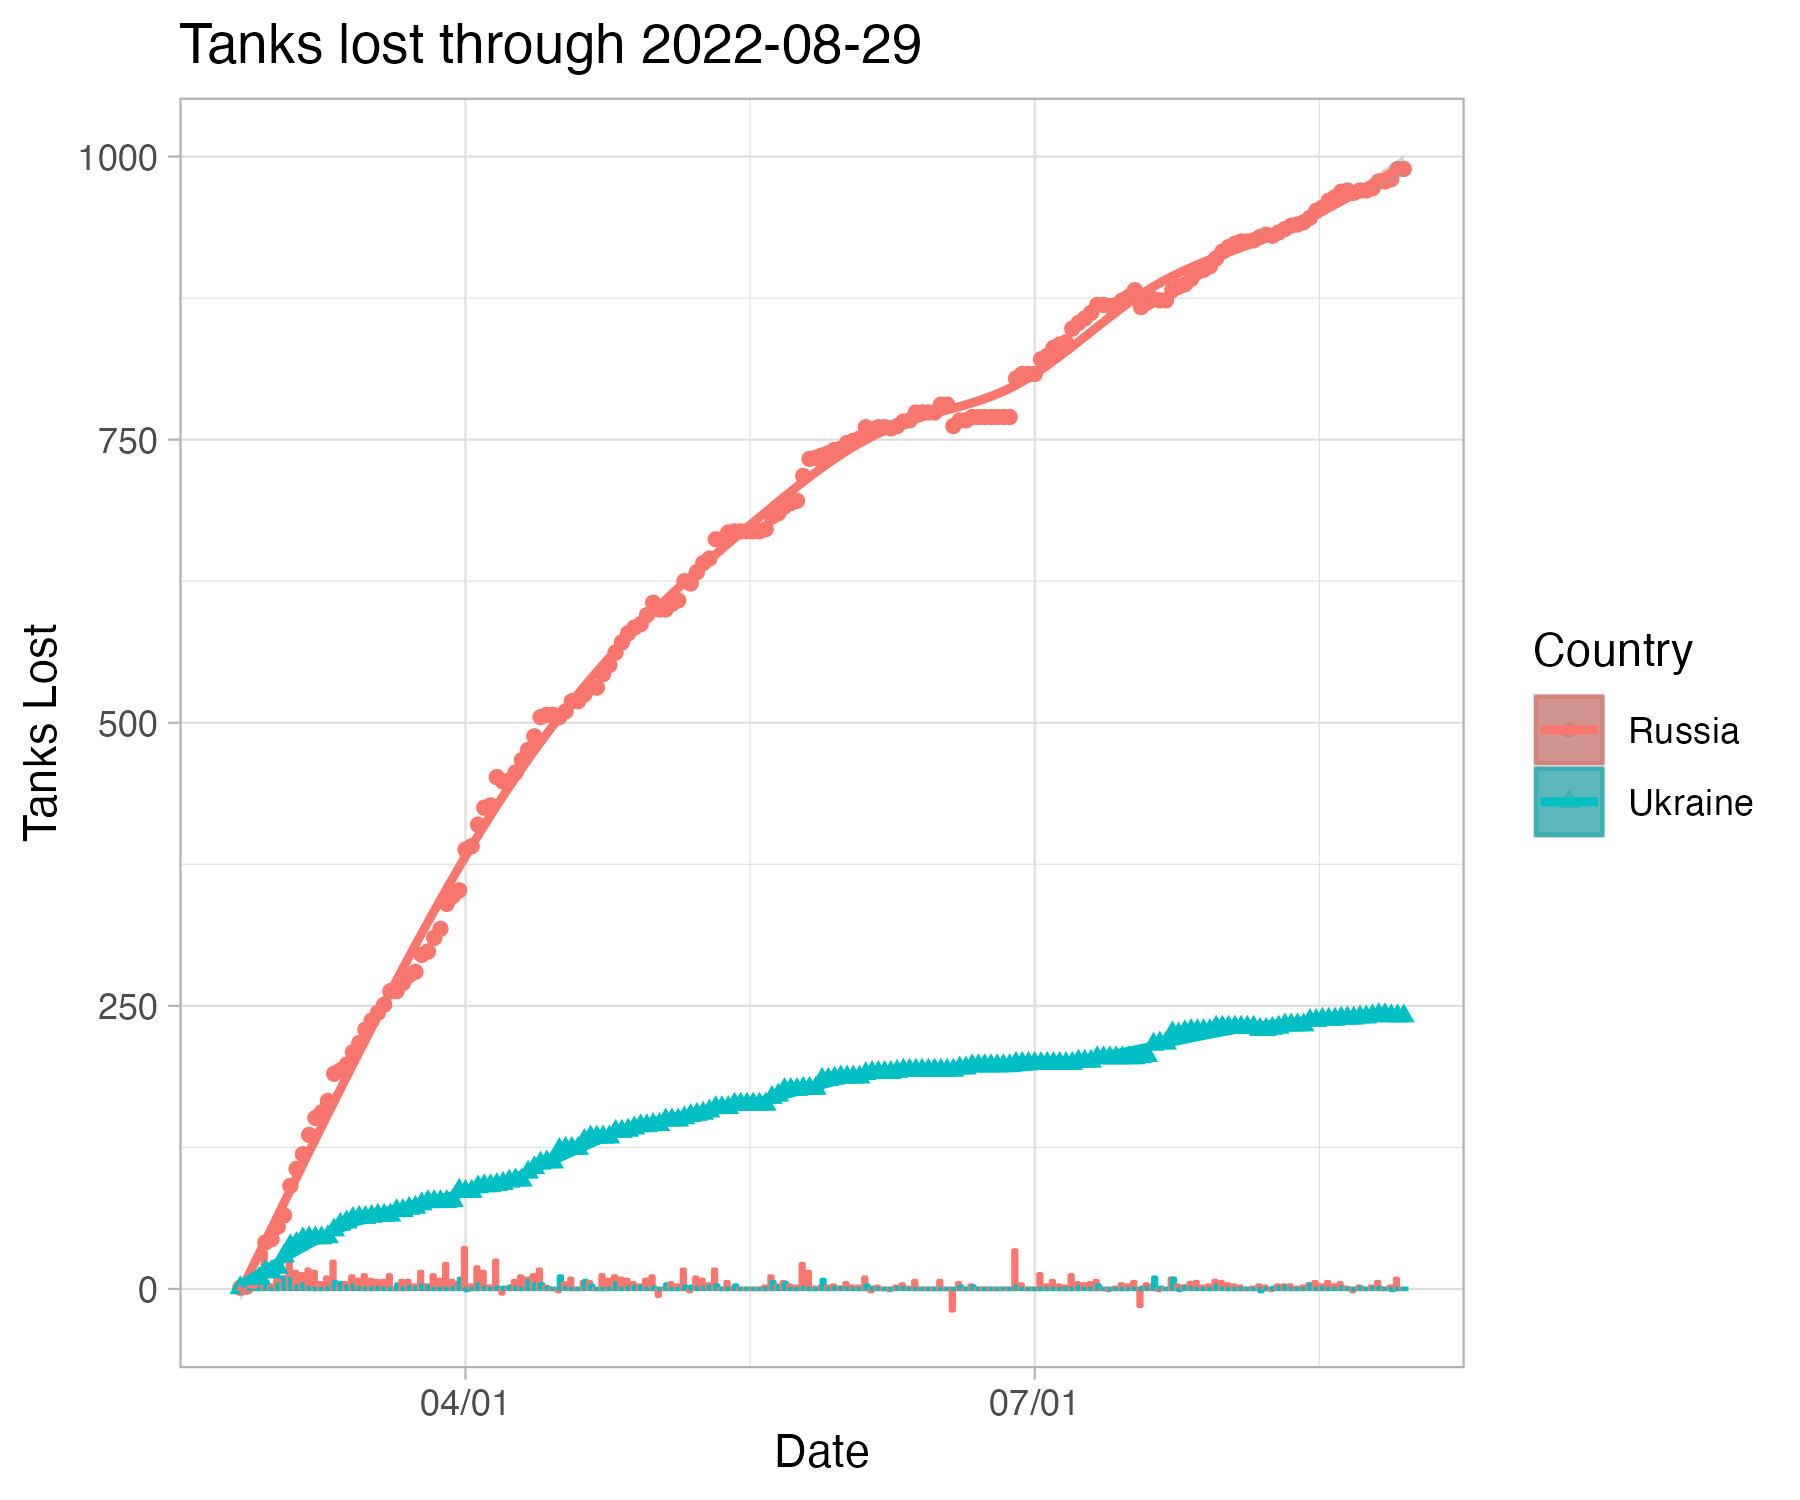 Tanks lost through 2022-08-29
Tanks Lost
1000
750
500
250
0
04/01
07/01
Date
Country
Russia
Ukraine